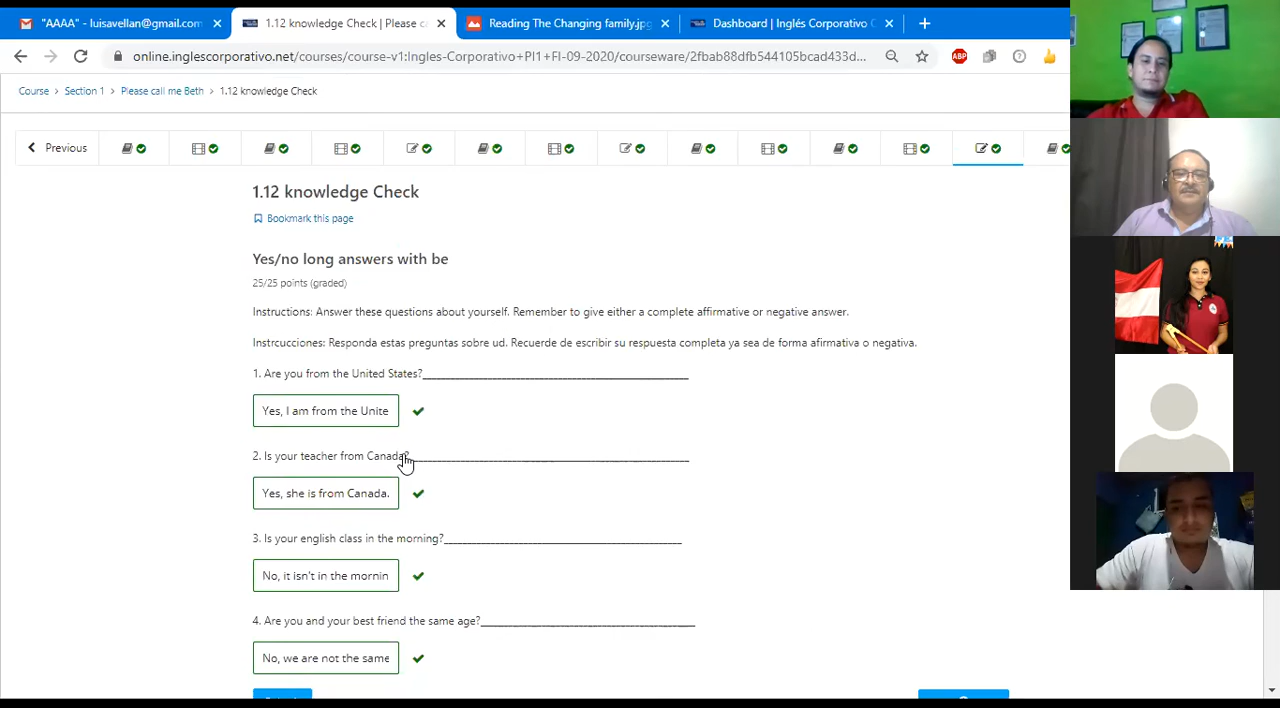 "AAAA" - luisavellan@gmail.com
1.12 knowledge Check | Please ca
Reading The Changing family.jpg
Dashboard | Inglés Corporativo
online.inglescorporativo.net/courses/course-v1:Ingles-Corporativo+PI1+FI-09-2020/courseware/2fbab88dfb544105bcad433d...
ABP
Course > Section 1 > Please call me Beth > 1.12 knowledge Check
Previous
1.12 knowledge Check
Bookmark this page
Yes/no long answers with be
25/25 points (graded)
Instructions: Answer these questions about yourself. Remember to give either a complete affirmative or negative answer.
Instrcucciones: Responda estas preguntas sobre ud. Recuerde de escribir su respuesta completa ya sea de forma afirmativa o negativa.
1. Are you from the United States?
Yes, I am from the Unite
2. Is your teacher from Canada?
Yes, she is from Canada.
3. Is your english class in the morning?
No, it isn't in the mornin
4. Are you and your best friend the same age?
No, we are not the same